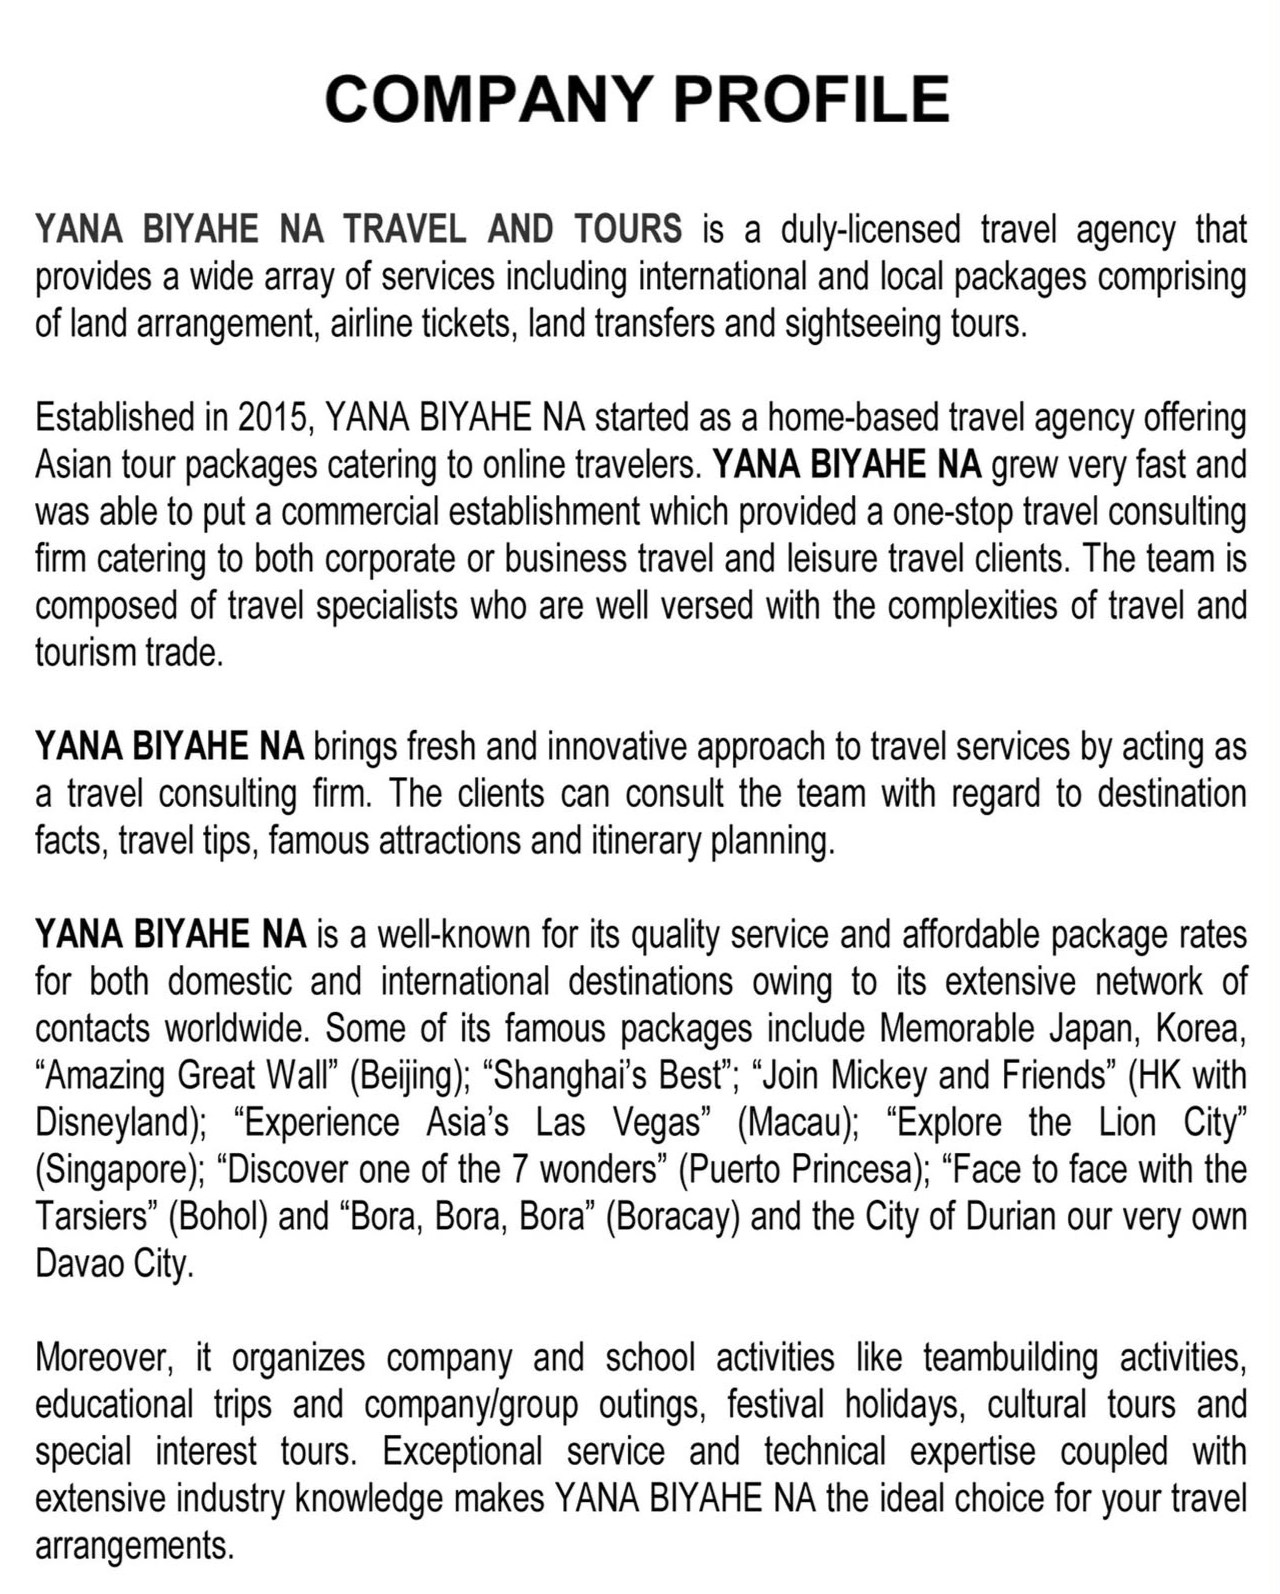 COMPANY PROFILE
YANA BIYAHE NA TRAVEL AND TOURS is a duly-licensed travel agency that
provides a wide array of services including international and local packages comprising
of land arrangement, airline tickets, land transfers and sightseeing tours.
Established in 2015, YANA BIYAHE NA started as a home-based travel agency offering
Asian tour packages catering to online travelers. YANA BIYAHE NA grew very fast and
was able to put a commercial establishment which provided a one-stop travel consulting
firm catering to both corporate or business travel and leisure travel clients. The team is
composed of travel specialists who are well versed with the complexities of travel and
tourism trade.
YANA BIYAHE NA brings fresh and innovative approach to travel services by acting as
a travel consulting firm. The clients can consult the team with regard to destination
facts, travel tips, famous attractions and itinerary planning.
YANA BIYAHE NA is a well-known for its quality service and affordable package rates
for both domestic and international destinations owing to its extensive network of
contacts worldwide. Some of its famous packages include Memorable Japan, Korea,
“Amazing Great Wall” (Beijing); “Shanghai’s Best”; “Join Mickey and Friends” (HK with
Disneyland); “Experience Asia’s Las Vegas” (Macau); “Explore the Lion City”
(Singapore); “Discover one of the 7 wonders” (Puerto Princesa); “Face to face with the
Tarsiers” (Bohol) and “Bora, Bora, Bora” (Boracay) and the City of Durian our very own
Davao City.
Moreover, it organizes company and school activities like teambuilding activities,
educational trips and company/group outings, festival holidays, cultural tours and
special interest tours. Exceptional service and technical expertise coupled with
extensive industry knowledge makes YANA BIYAHE NA the ideal choice for your travel
arrangements.